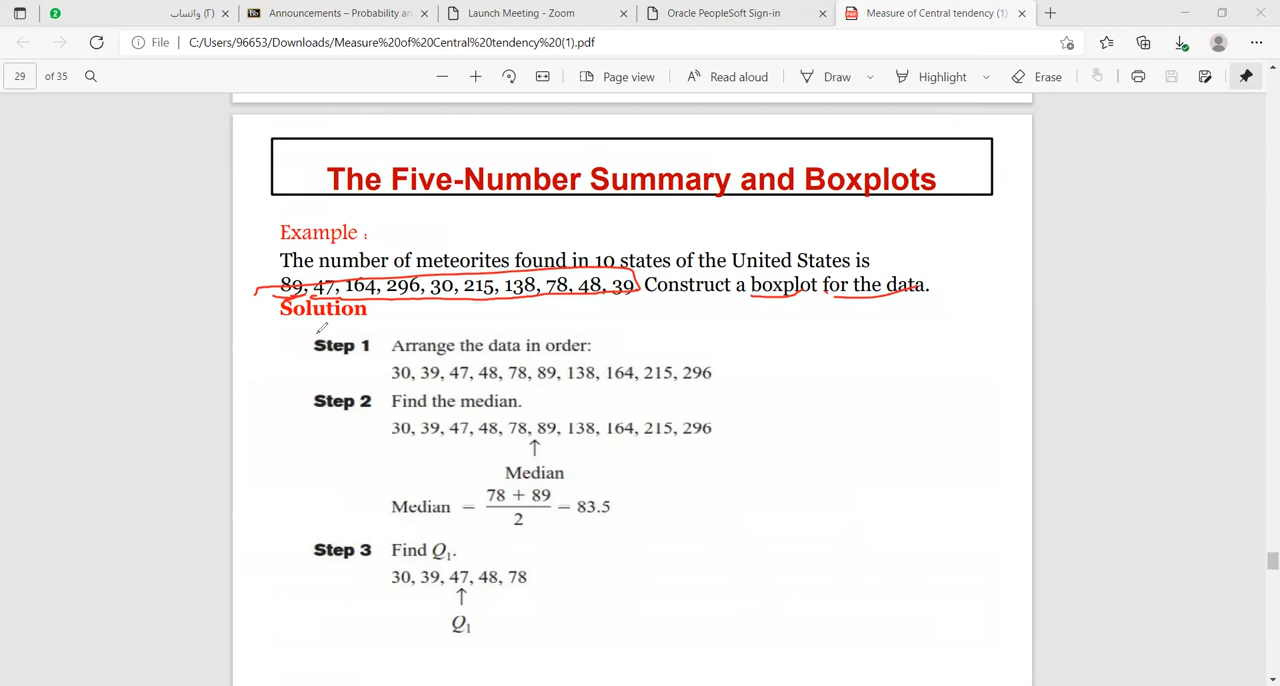 واتساب (٢)
Announcements – Probability an
Launch Meeting - Zoom
Oracle PeopleSoft Sign-in
Measure of Central tendency (1)
File
C:/Users/96653/Downloads/Measure%20of%20Central%20tendency%20(1).pdf
29 of 35
Page view
Read aloud
Draw
Highlight
Erase
The Five-Number Summary and Boxplots
Example :
The number of meteorites found in 10 states of the United States is
89, 47, 164, 296, 30, 215, 138, 78, 48, 39. Construct a boxplot for the data.
Solution
Step 1 Arrange the data in order:
30, 39, 47, 48, 78, 89, 138, 164, 215, 296
Step 2 Find the median.
30, 39, 47, 48, 78, 89, 138, 164, 215, 296
↑
Median
Median = 78 + 89 / 2 = 83.5
Step 3 Find Q₁.
30, 39, 47, 48, 78
↑
Q₁